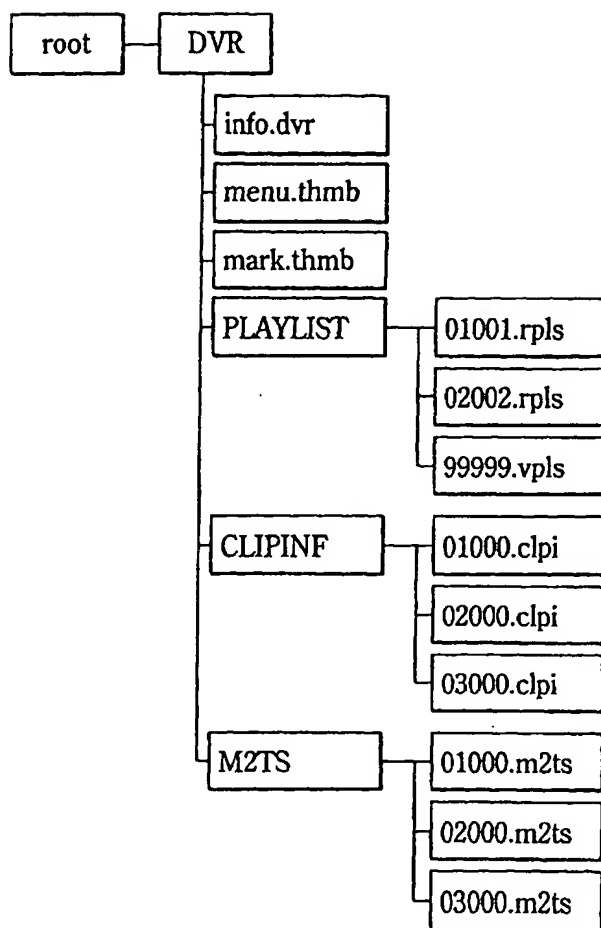 root DVR
info.dvr
menu.thmb
mark.thmb
PLAYLIST 01001.rpls
02002.rpls
99999.vpls
CLIPINF 01000.clpi
02000.clpi
03000.clpi
M2TS 01000.m2ts
02000.m2ts
03000.m2ts